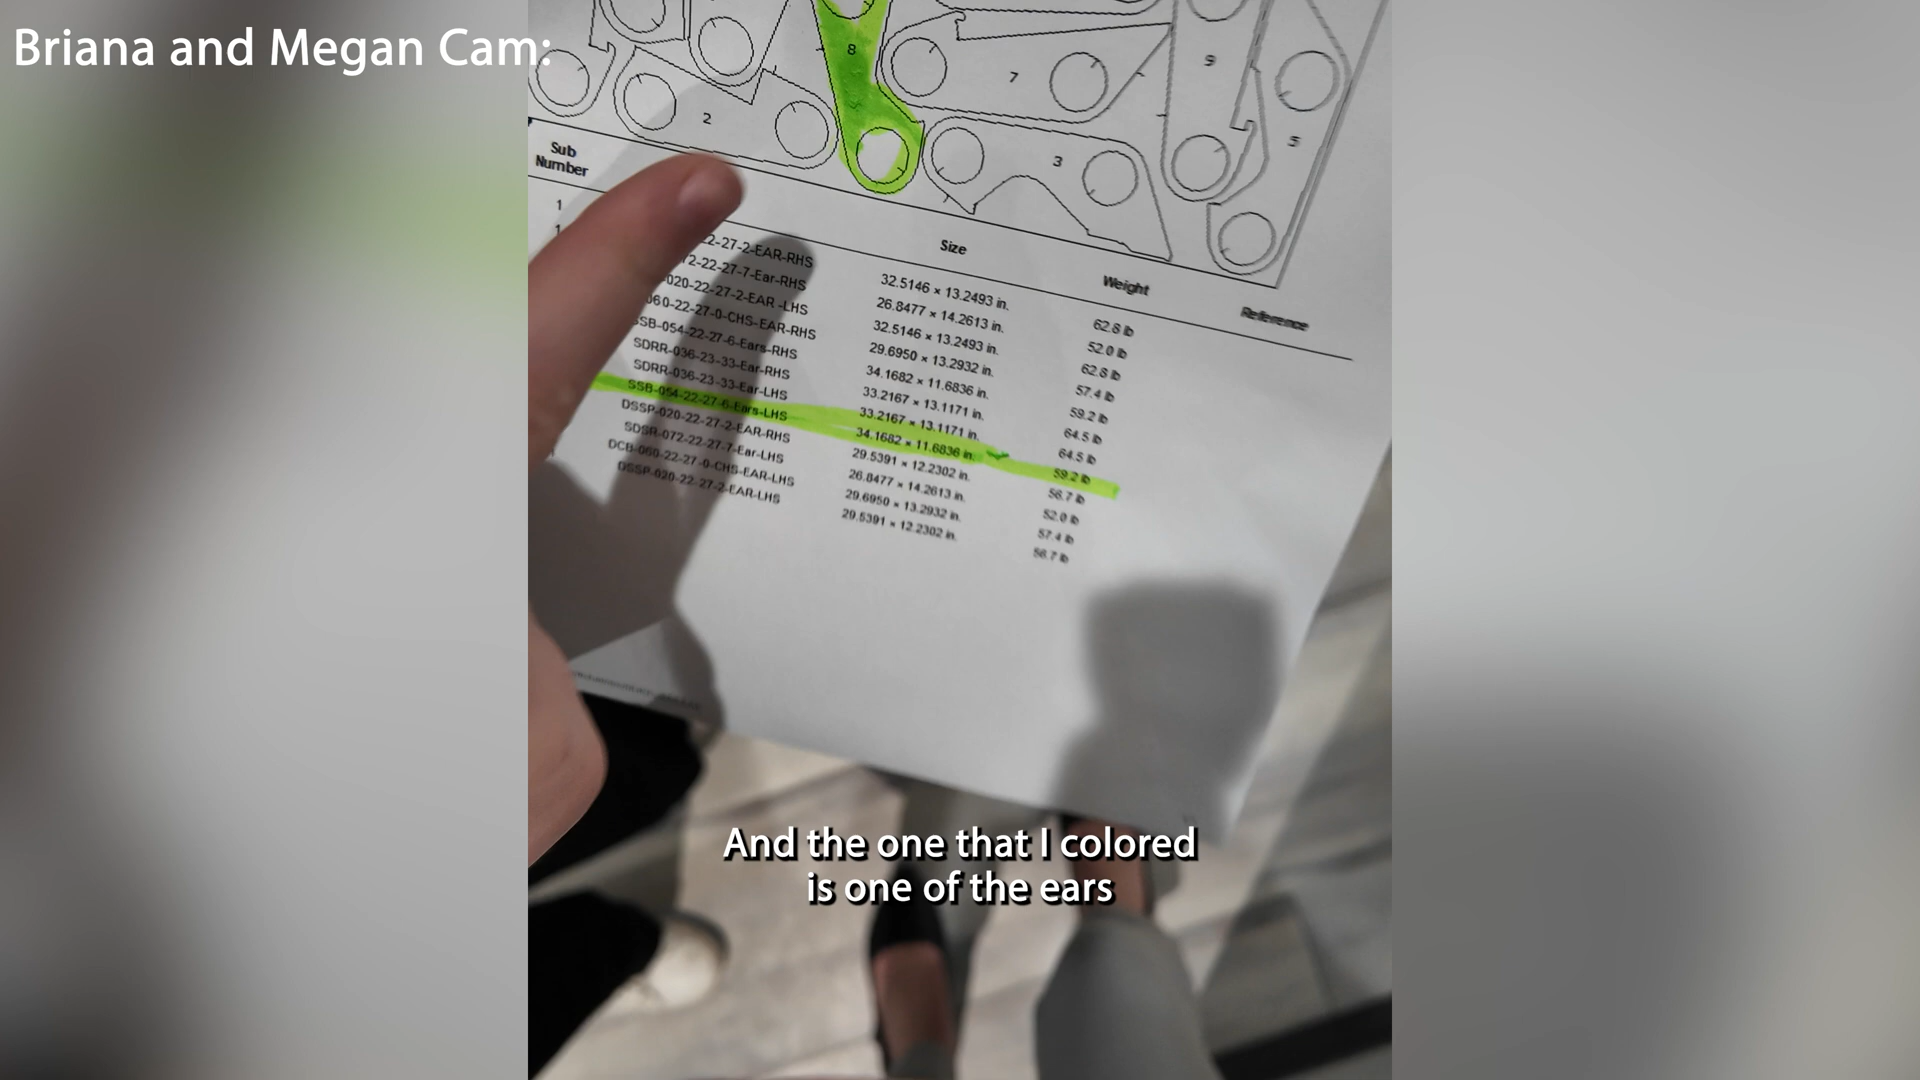 Briana and Megan Cam:
8
9
7
2
3
5
Sub
Number
Size
Weight
Reference
1
1
22-27-2-EAR-RHS 32.5146 × 13.2493 in. 62.8 lb
72-22-27-7-Ear-RHS 26.8477 × 14.2613 in. 52.0 lb
020-22-27-2-EAR -LHS 32.5146 × 13.2493 in. 62.8 lb
060-22-27-0-CHS-EAR-RHS 29.6950 × 13.2932 in. 57.4 lb
SSB-054-22-27-6-Ears-RHS 34.1682 × 11.6836 in. 59.2 lb
SDRR-036-23-33-Ear-RHS 33.2167 × 13.1171 in. 64.5 lb
SDRR-036-23-33-Ear-LHS 33.2167 × 13.1171 in. 64.5 lb
SSB-054-22-27-6-Ears-LHS 34.1682 × 11.6836 in. 59.2 lb
DSSP-020-22-27-2-EAR-RHS 29.5391 × 12.2302 in. 56.7 lb
SDSR-072-22-27-7-Ear-LHS 26.8477 × 14.2613 in. 52.0 lb
DCB-060-22-27-0-CHS-EAR-LHS 29.6950 × 13.2932 in. 57.4 lb
DSSP-020-22-27-2-EAR-LHS 29.5391 × 12.2302 in. 56.7 lb
And the one that I colored
is one of the ears